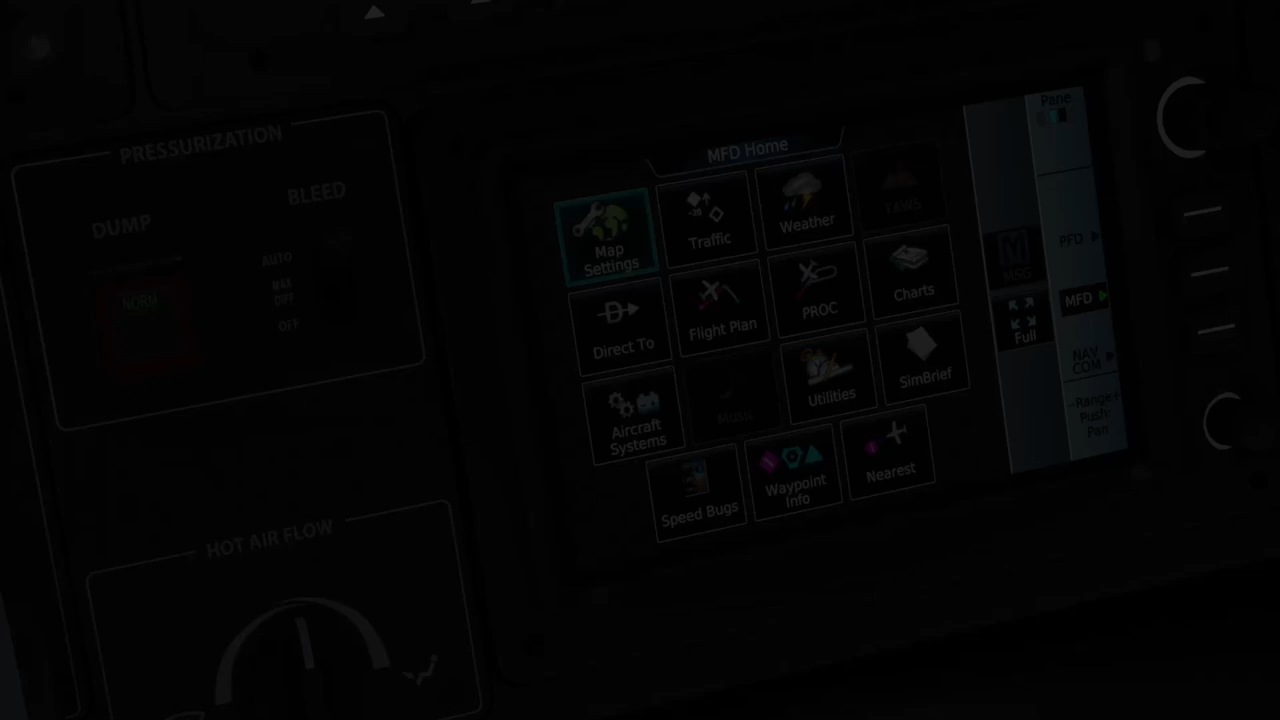 PRESSURIZATION
DUMP
BLEED
NORM
AUTO
MAX
DIFF
OFF
HOT AIR FLOW
MFD Home
Map
Settings
Traffic
Weather
TAWS
Direct To
Flight Plan
PROC
Charts
Aircraft
Systems
Music
Utilities
SimBrief
Speed Bugs
Waypoint
Info
Nearest
MSG
Full
Pane
PFD
MFD
NAV
COM
Range+
Push:
Pan